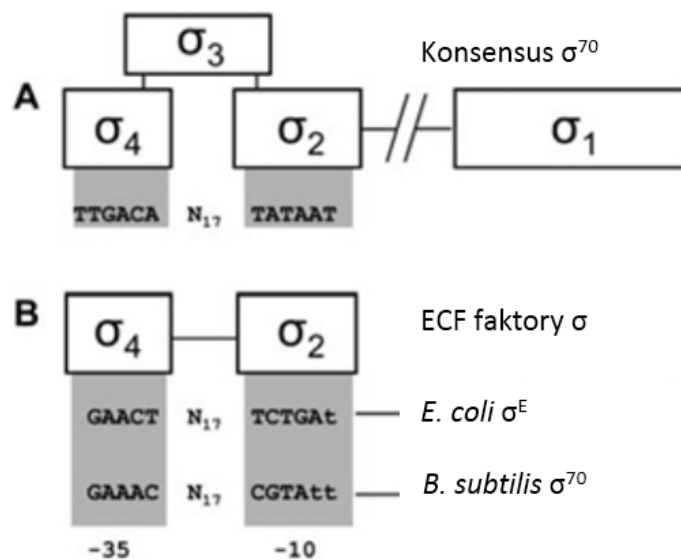 σ3
Konsensus σ70
A
σ4 σ2 σ1
TTGACA N17 TATAAT
B
σ4 σ2
ECF faktory σ
GAACT N17 TCTGAt E. coli σE
GAAAC N17 CGTAtt B. subtilis σ70
-35 -10